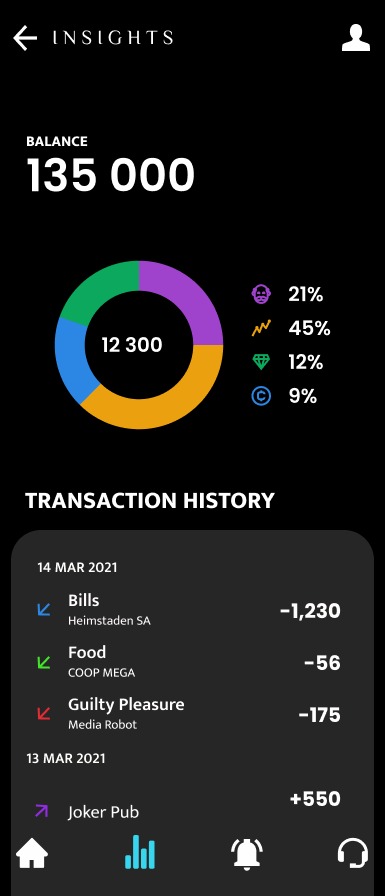 INSIGHTS
BALANCE
135 000
12 300
21%
45%
12%
9%
TRANSACTION HISTORY
14 MAR 2021
Bills
Heimstaden SA
-1,230
Food
COOP MEGA
-56
Guilty Pleasure
Media Robot
-175
13 MAR 2021
Joker Pub
+550